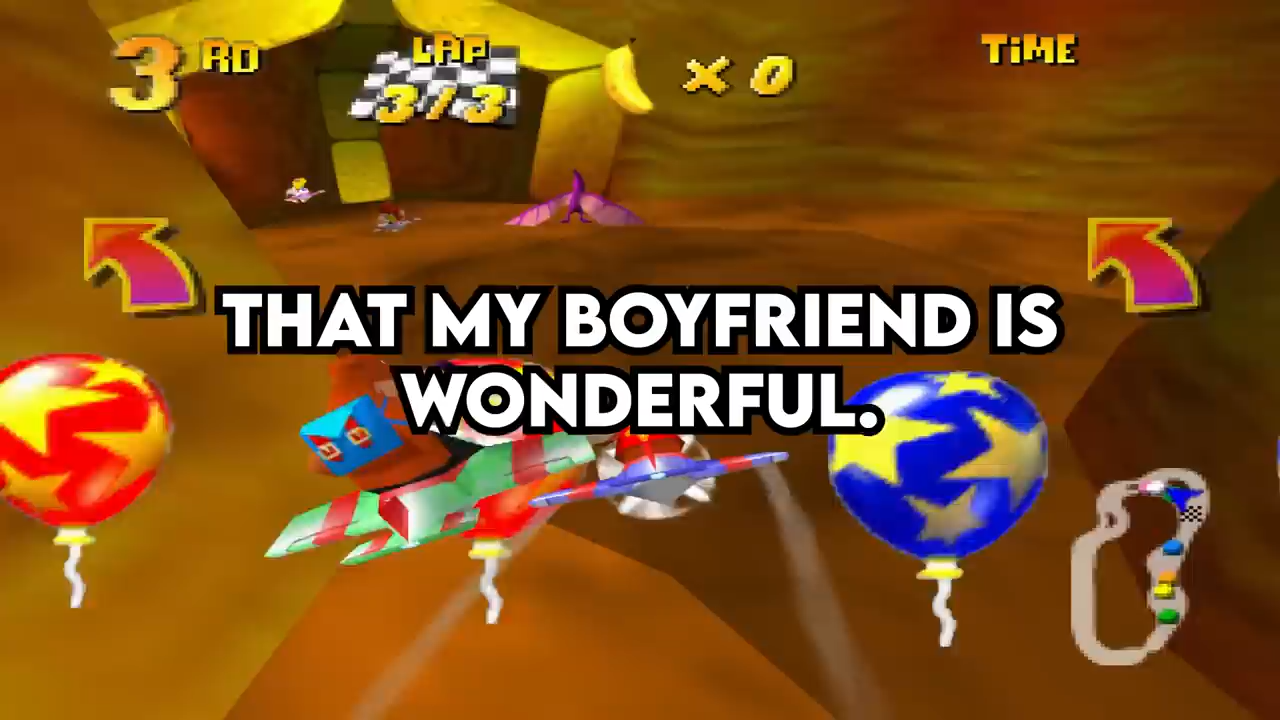 3RD
LAP
3/3
×0
TIME
THAT MY BOYFRIEND IS
WONDERFUL.